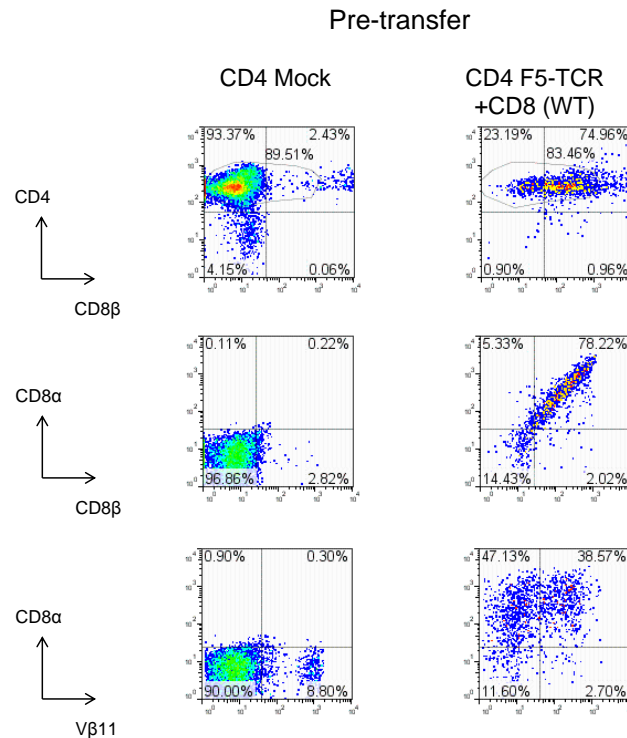 Pre-transfer
CD4 Mock
CD4 F5-TCR
+CD8 (WT)
93.37% 2.43%
89.51%
4.15% 0.06%
23.19% 74.96%
83.46%
0.90% 0.96%
CD4
CD8β
0.11% 0.22%
96.86% 2.82%
5.33% 78.22%
14.43% 2.02%
CD8α
CD8β
0.90% 0.30%
90.00% 8.80%
47.13% 38.57%
11.60% 2.70%
CD8α
Vβ11